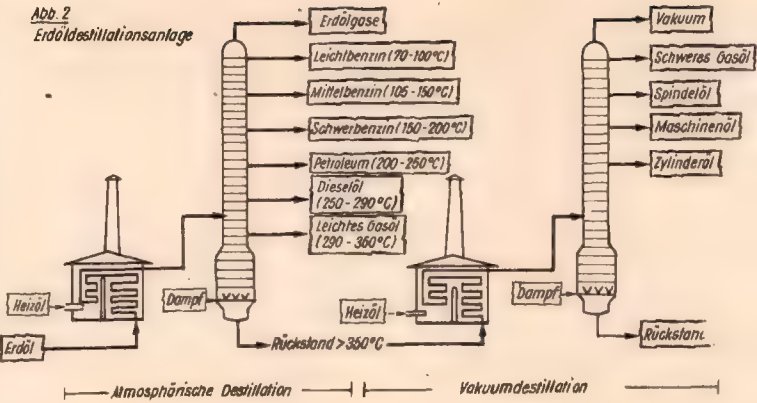 Abb. 2
Erdöldestillationsanlage
Erdölgase
Leichtbenzin (70-100°C)
Mittelbenzin (105-150°C)
Schwerbenzin (150-200°C)
Petroleum (200-250°C)
Dieselöl
(250-290°C)
Leichtes Gasöl
(290-350°C)
Heizöl
Erdöl
Dampf
Rückstand >350°C
Vakuum
Schweres Gasöl
Spindelöl
Maschinenöl
Zylinderöl
Heizöl
Dampf
Rückstand
Atmosphärische Destillation
Vakuumdestillation